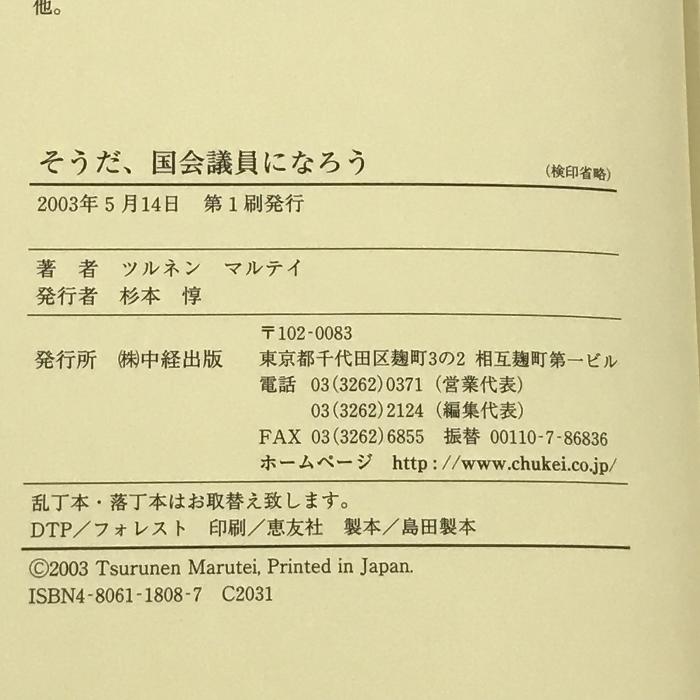 他。
そうだ、国会議員になろう (検印省略)
2003年5月14日 第1刷発行
著 者 ツルネン マルテイ
発行者 杉本 惇
発行所 ㈱中経出版
〒102-0083
東京都千代田区麹町3の2 相互麹町第一ビル
電話 03(3262)0371（営業代表）
03(3262)2124（編集代表）
FAX 03(3262)6855 振替 00110-7-86836
ホームページ http://www.chukei.co.jp/
乱丁本・落丁本はお取替え致します。
DTP／フォレスト 印刷／恵友社 製本／島田製本
©2003 Tsurunen Marutei, Printed in Japan.
ISBN4-8061-1808-7 C2031